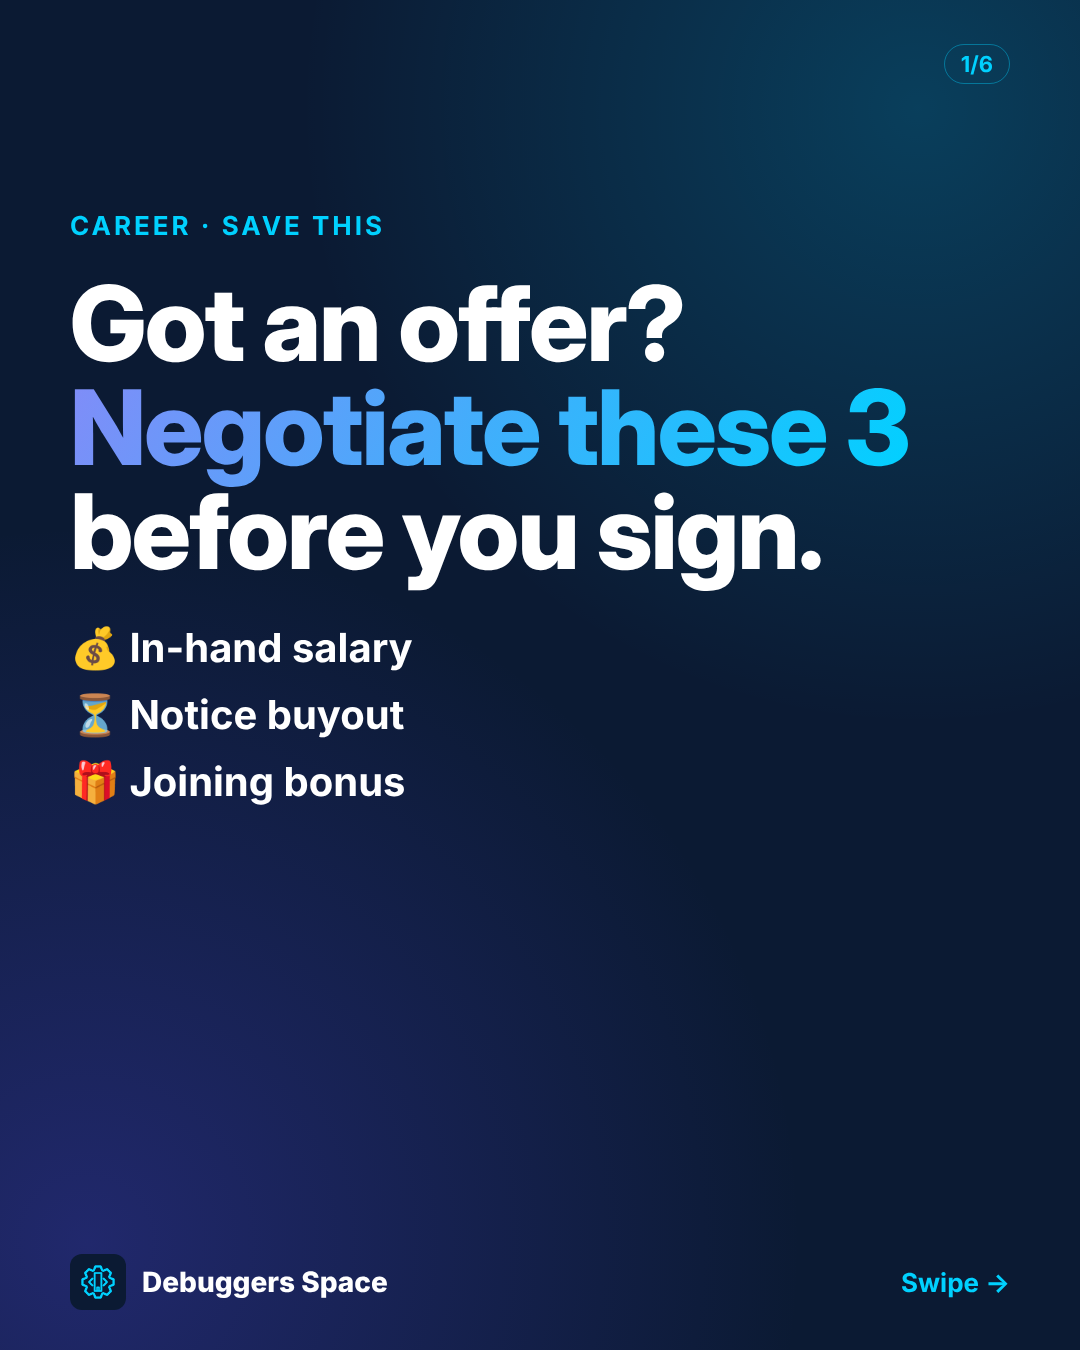 1/6
CAREER · SAVE THIS
Got an offer?
Negotiate these 3
before you sign.
💰 In-hand salary
⏳ Notice buyout
🎁 Joining bonus
Debuggers Space
Swipe →